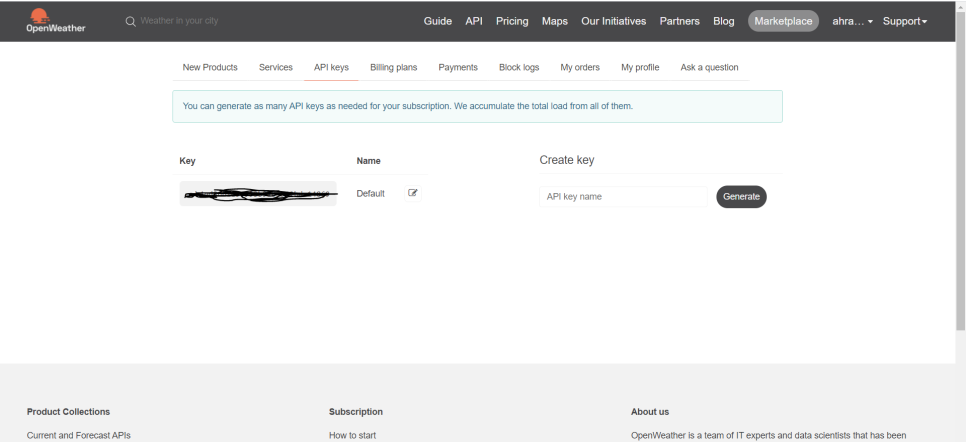 OpenWeather
Weather in your city
Guide API Pricing Maps Our Initiatives Partners Blog Marketplace ahra... Support
New Products Services API keys Billing plans Payments Block logs My orders My profile Ask a question
You can generate as many API keys as needed for your subscription. We accumulate the total load from all of them.
Key Name Create key
Default API key name Generate
Product Collections Subscription About us
Current and Forecast APIs How to start OpenWeather is a team of IT experts and data scientists that has been